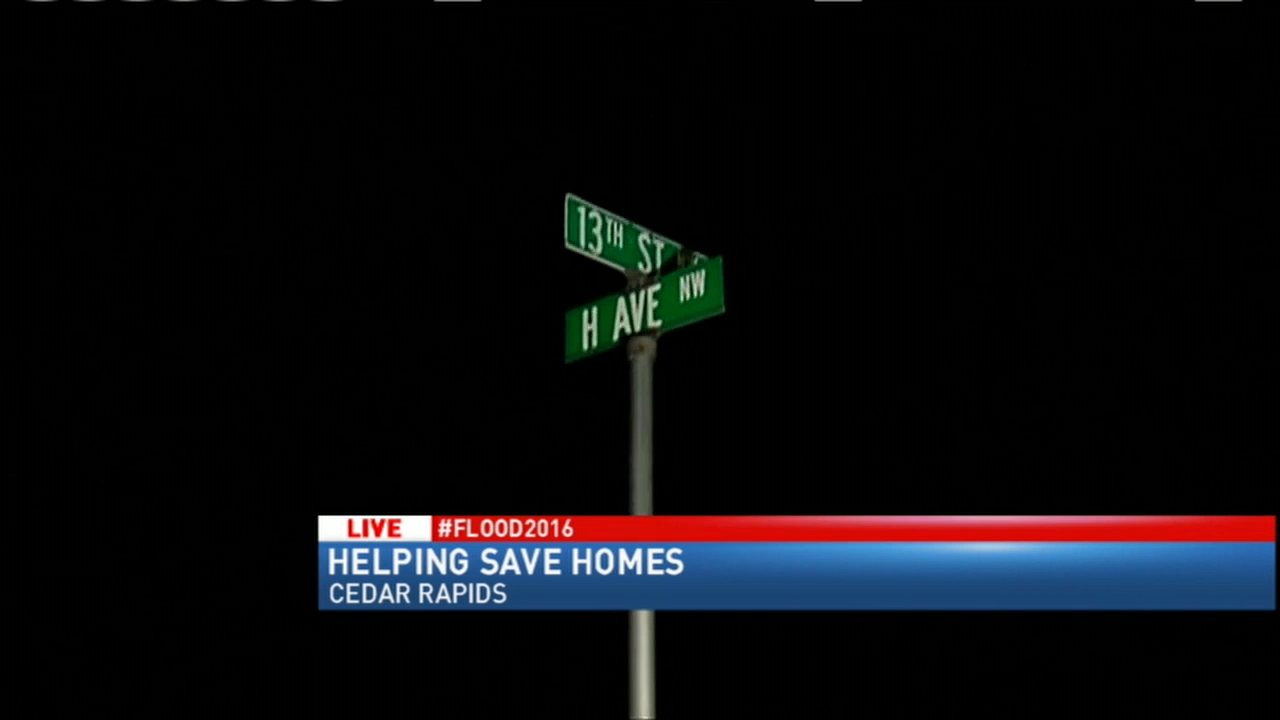 13TH ST
H AVE NW
LIVE #FLOOD2016
HELPING SAVE HOMES
CEDAR RAPIDS